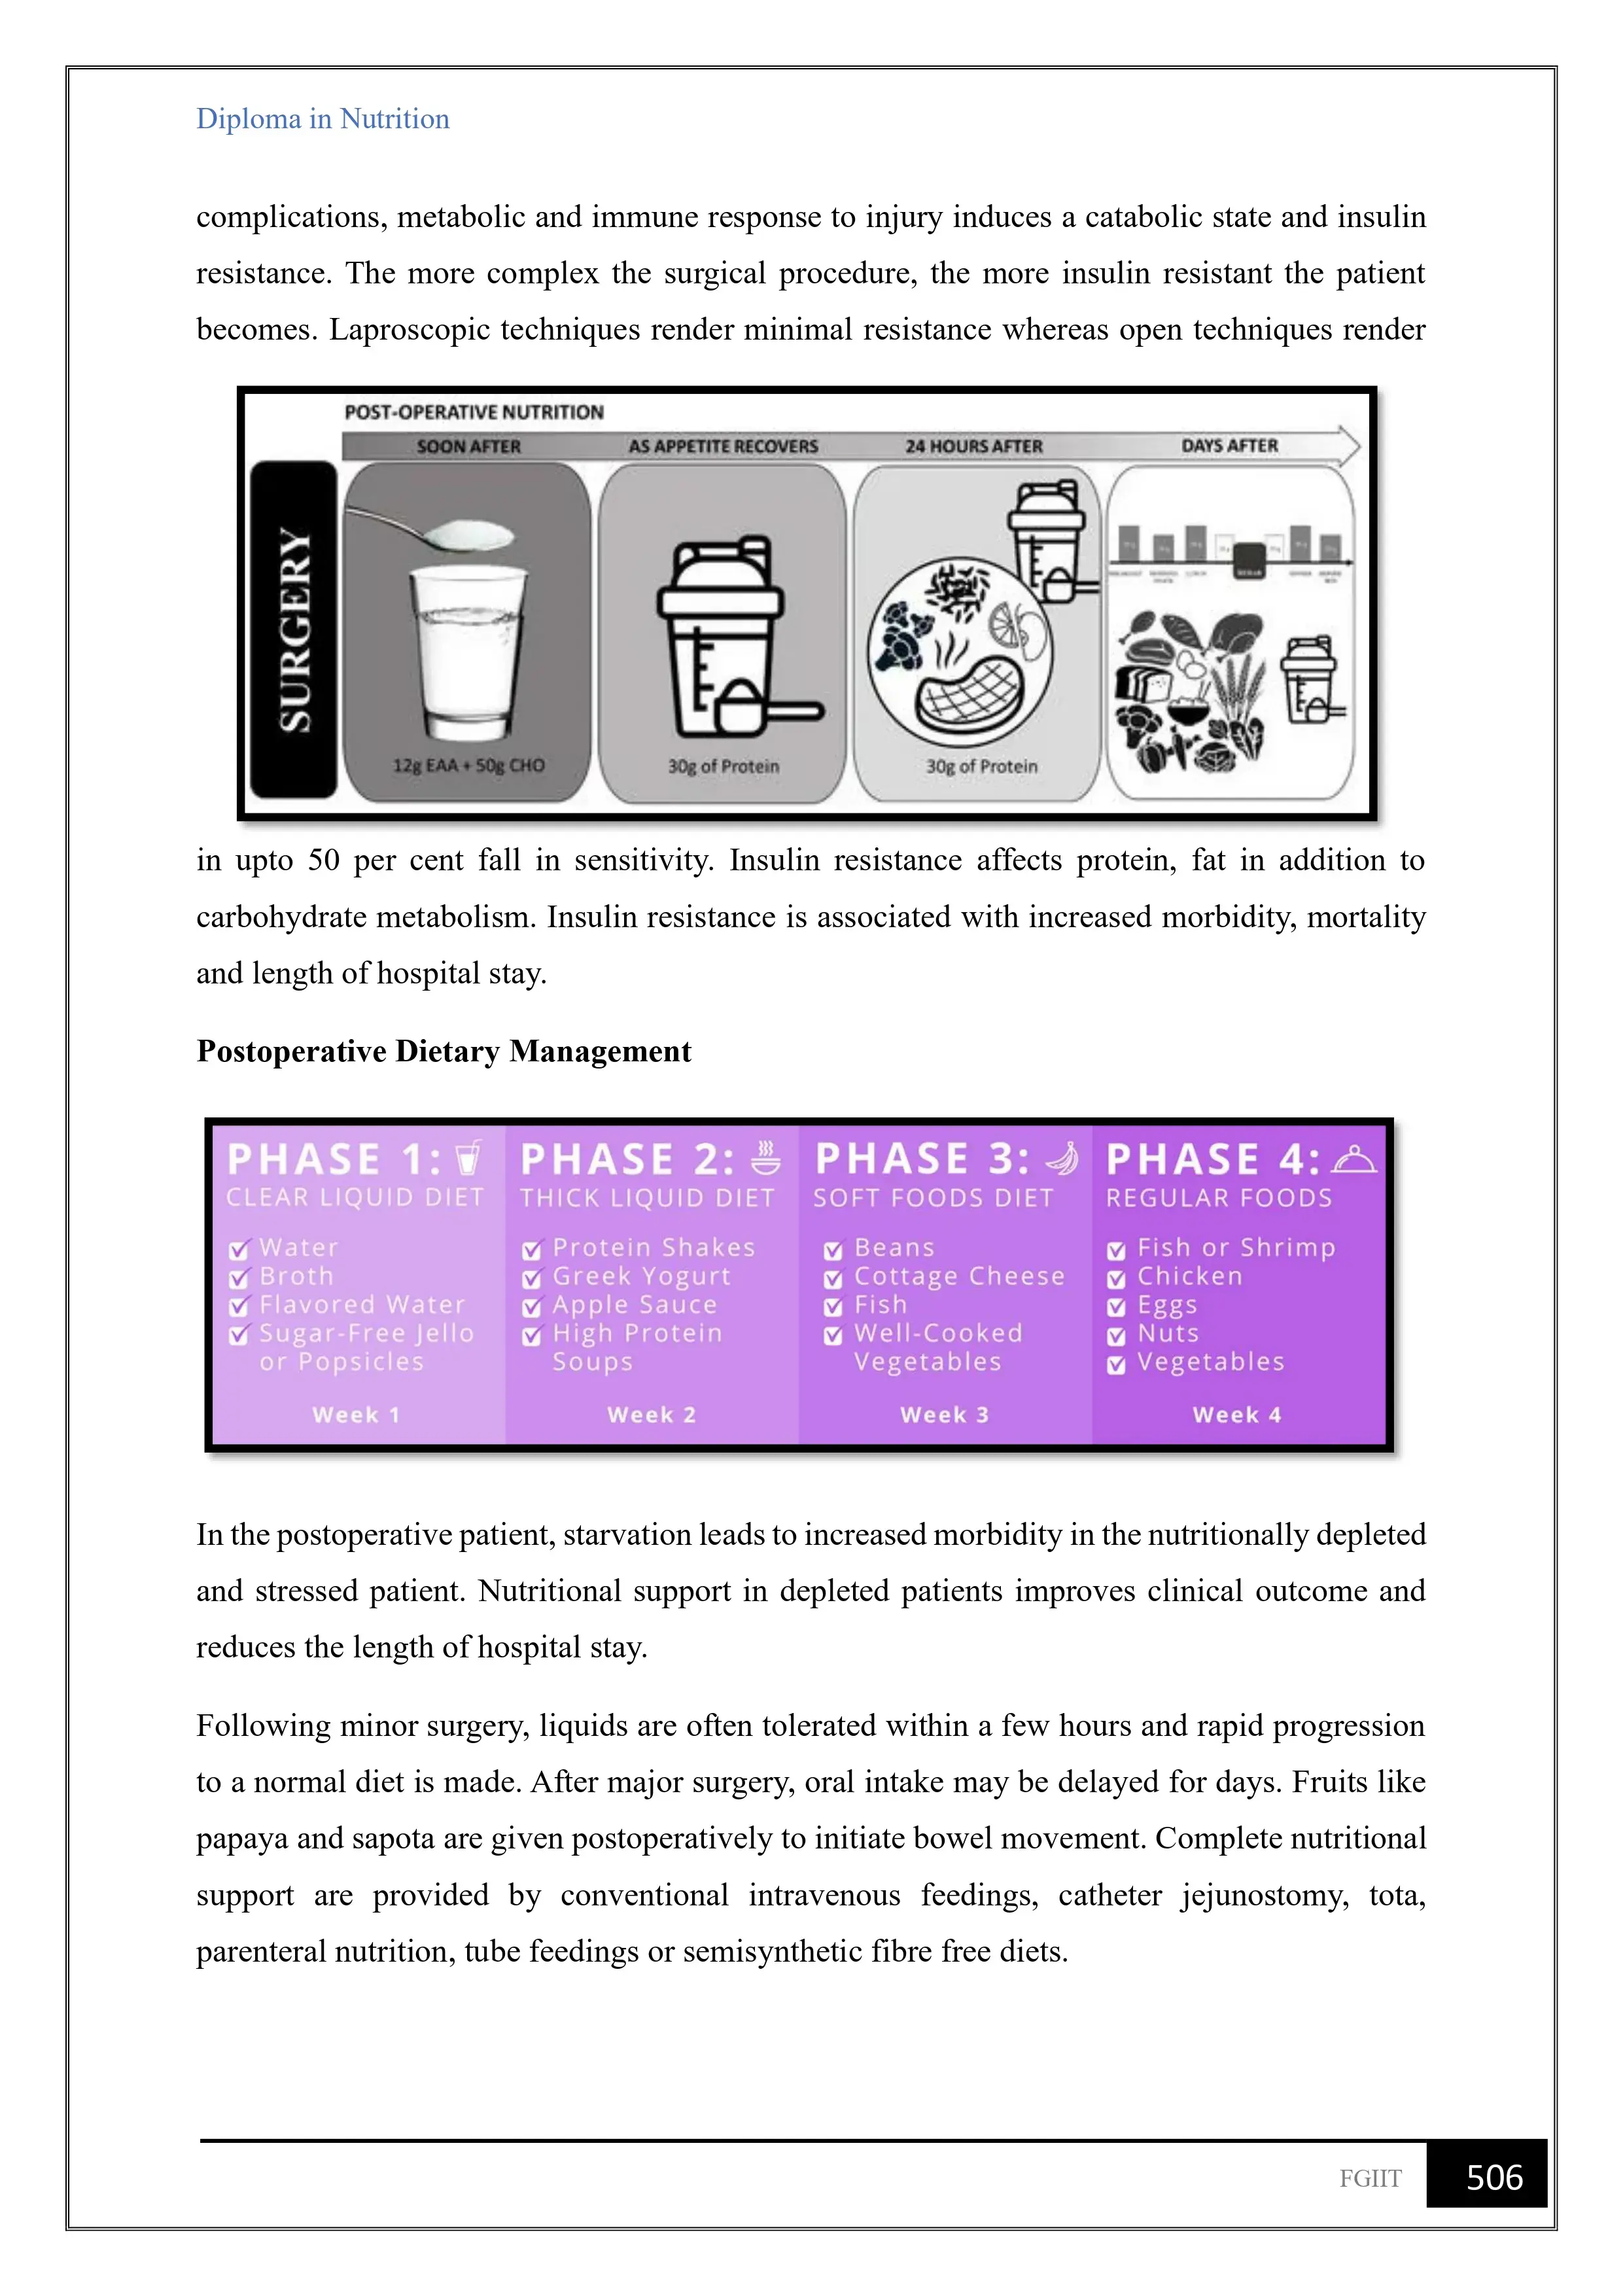 Diploma in Nutrition
complications, metabolic and immune response to injury induces a catabolic state and insulin
resistance. The more complex the surgical procedure, the more insulin resistant the patient
becomes. Laproscopic techniques render minimal resistance whereas open techniques render
POST-OPERATIVE NUTRITION
SOON AFTER
AS APPETITE RECOVERS
24 HOURS AFTER
DAYS AFTER
SURGERY
12g EAA + 50g CHO
30g of Protein
30g of Protein
in upto 50 per cent fall in sensitivity. Insulin resistance affects protein, fat in addition to
carbohydrate metabolism. Insulin resistance is associated with increased morbidity, mortality
and length of hospital stay.
Postoperative Dietary Management
PHASE 1:
CLEAR LIQUID DIET
Water
Broth
Flavored Water
Sugar-Free Jello
or Popsicles
Week 1
PHASE 2:
THICK LIQUID DIET
Protein Shakes
Greek Yogurt
Apple Sauce
High Protein
Soups
Week 2
PHASE 3:
SOFT FOODS DIET
Beans
Cottage Cheese
Fish
Well-Cooked
Vegetables
Week 3
PHASE 4:
REGULAR FOODS
Fish or Shrimp
Chicken
Eggs
Nuts
Vegetables
Week 4
In the postoperative patient, starvation leads to increased morbidity in the nutritionally depleted
and stressed patient. Nutritional support in depleted patients improves clinical outcome and
reduces the length of hospital stay.
Following minor surgery, liquids are often tolerated within a few hours and rapid progression
to a normal diet is made. After major surgery, oral intake may be delayed for days. Fruits like
papaya and sapota are given postoperatively to initiate bowel movement. Complete nutritional
support are provided by conventional intravenous feedings, catheter jejunostomy, tota,
parenteral nutrition, tube feedings or semisynthetic fibre free diets.
FGIIT
506